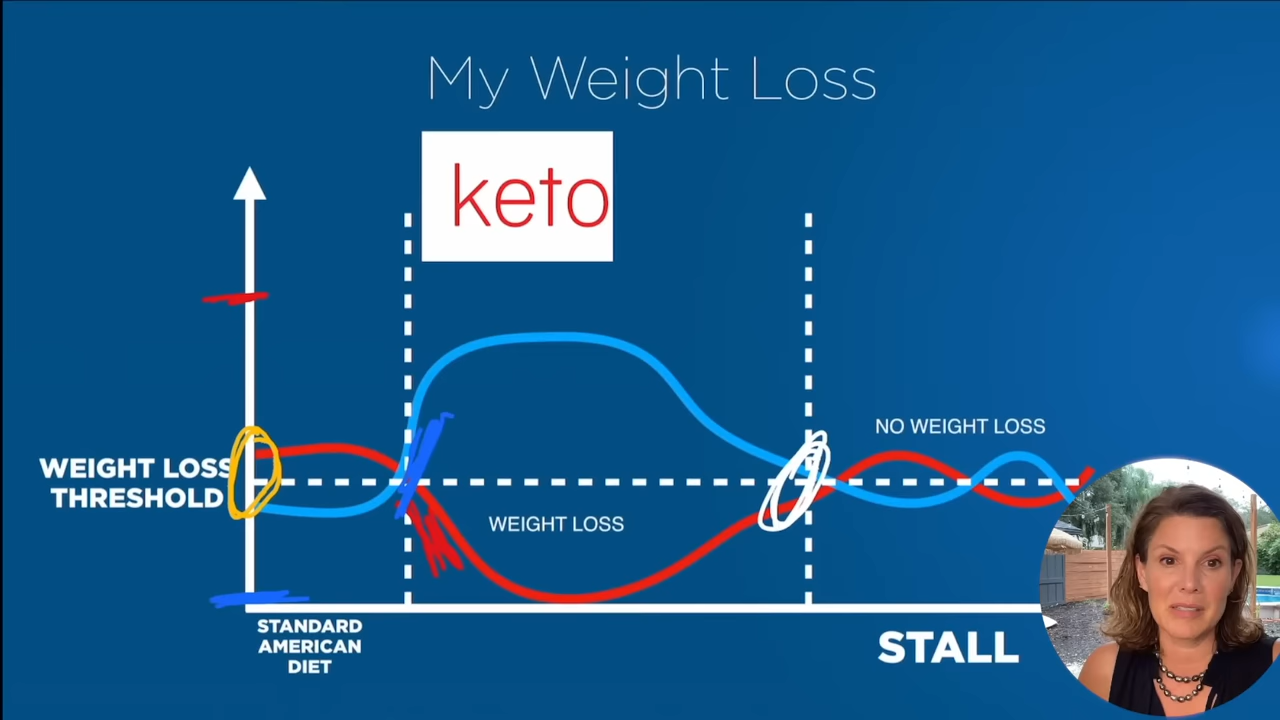 My Weight Loss
keto
WEIGHT LOSS
THRESHOLD
NO WEIGHT LOSS
WEIGHT LOSS
STANDARD
AMERICAN
DIET
STALL